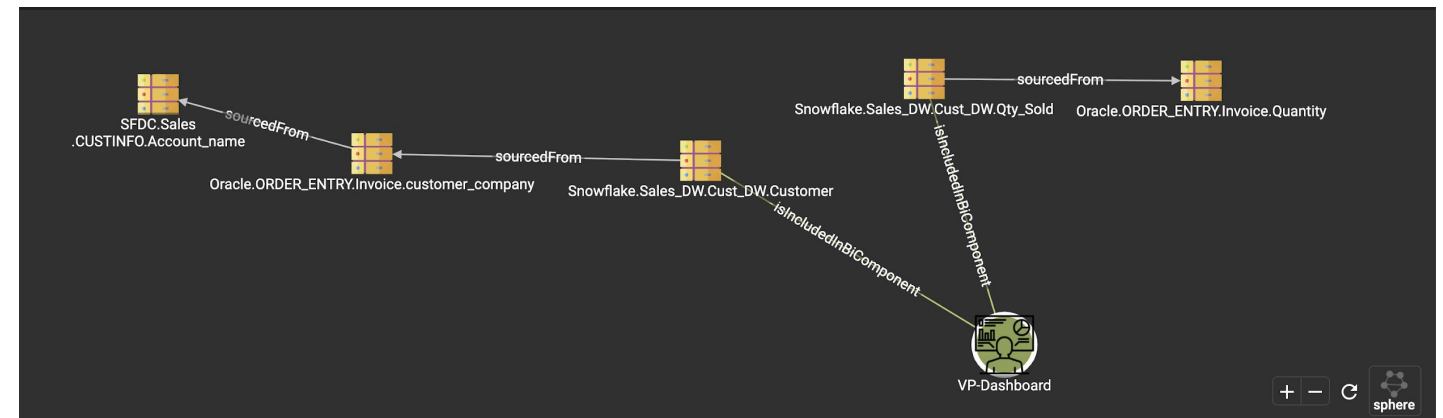 SFDC.Sales
.CUSTINFO.Account_name
sourcedFrom
Oracle.ORDER_ENTRY.Invoice.customer_company
sourcedFrom
Snowflake.Sales_DW.Cust_DW.Customer
isIncludedInBiComponent
Snowflake.Sales_DW.Cust_DW.Qty_Sold
sourcedFrom
Oracle.ORDER_ENTRY.Invoice.Quantity
isIncludedInBiComponent
VP-Dashboard
sphere